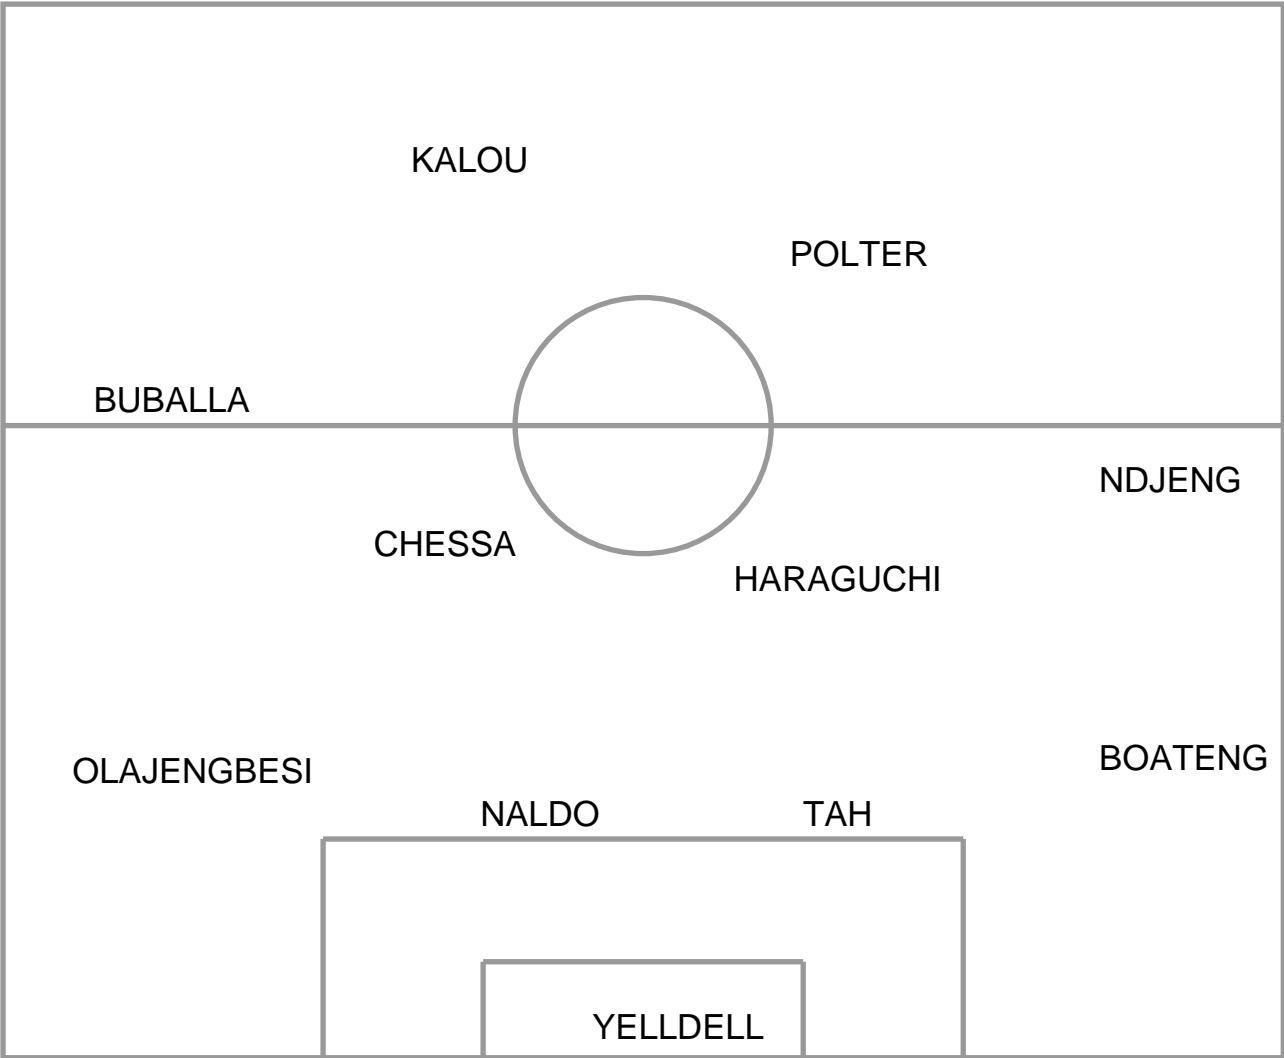 KALOU
POLTER
BUBALLA
NDJENG
CHESSA
HARAGUCHI
BOATENG
OLAJENGBESI
NALDO TAH
YELLDELL